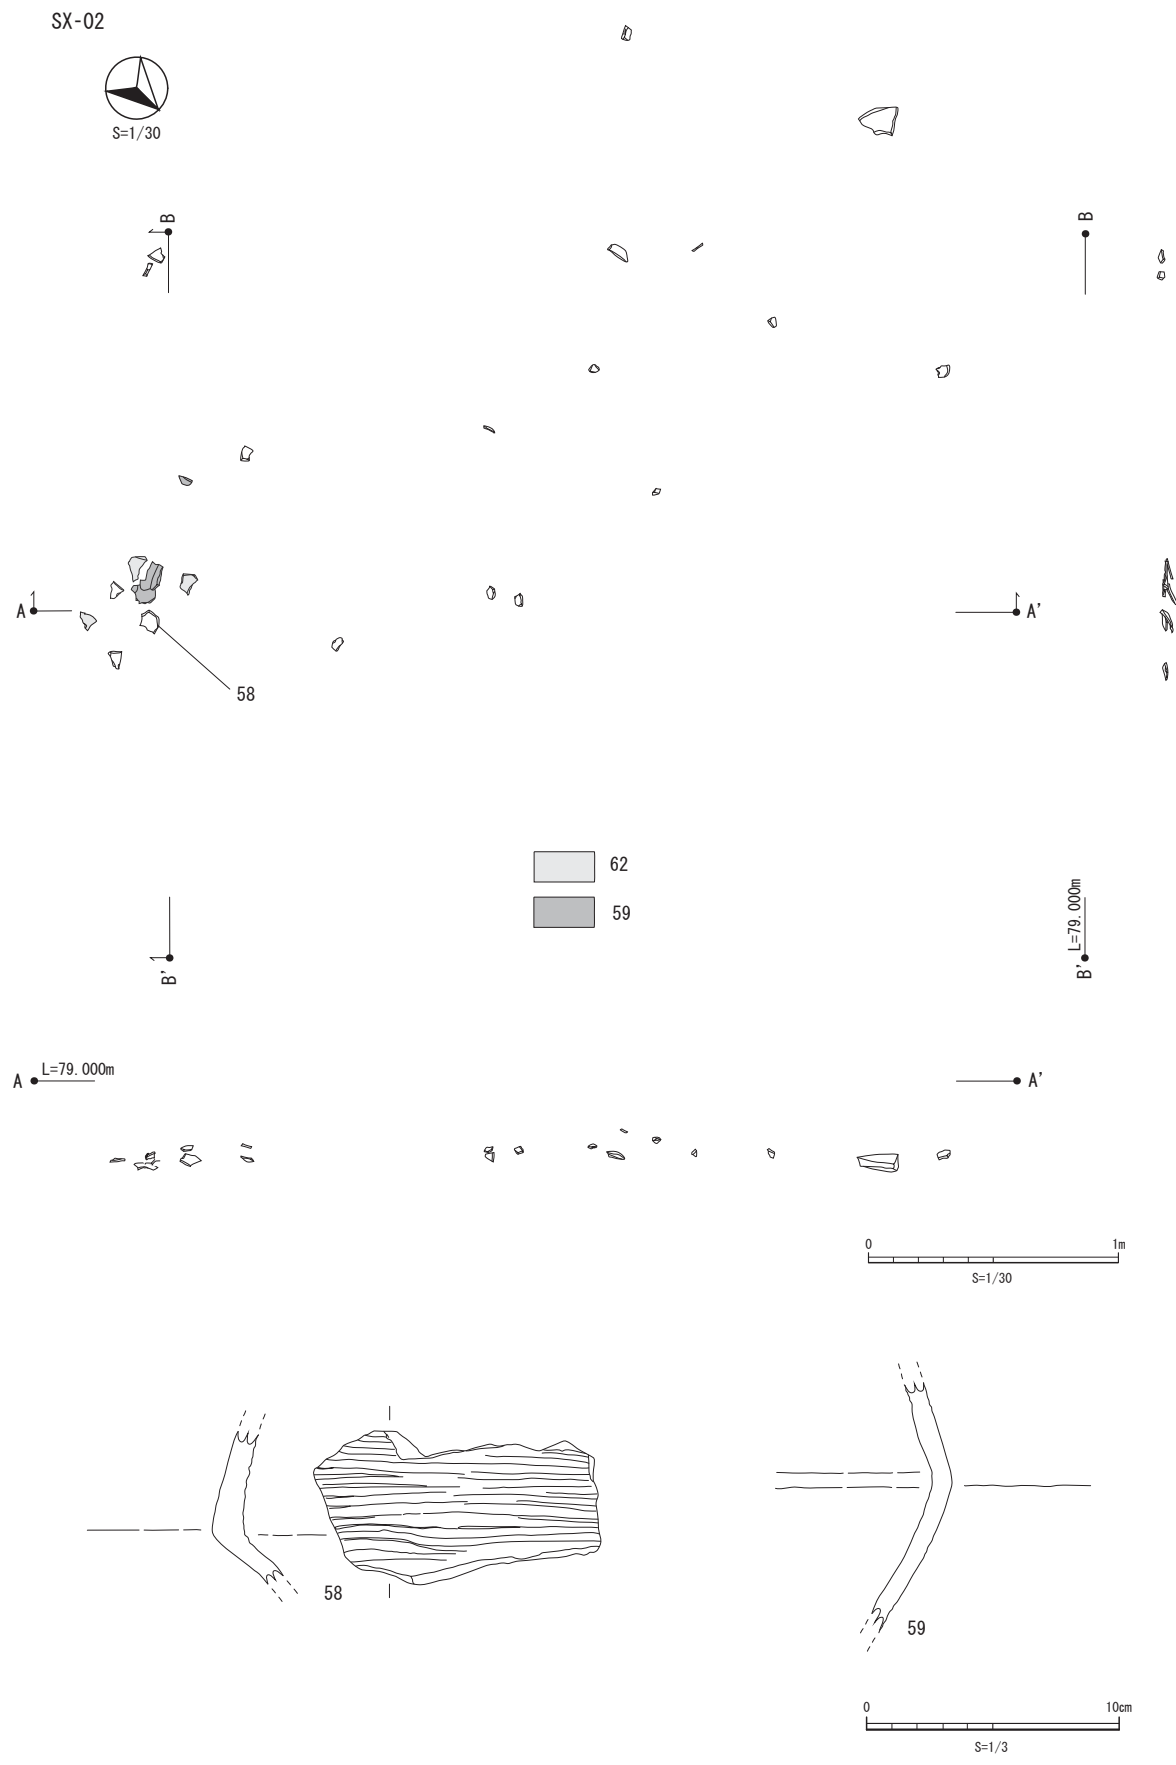 SX-02
S=1/30
B
B
A
A'
58
62
59
L=79.000m
B'
B'
A
L=79.000m
A'
0
1m
S=1/30
58
59
0
10cm
S=1/3